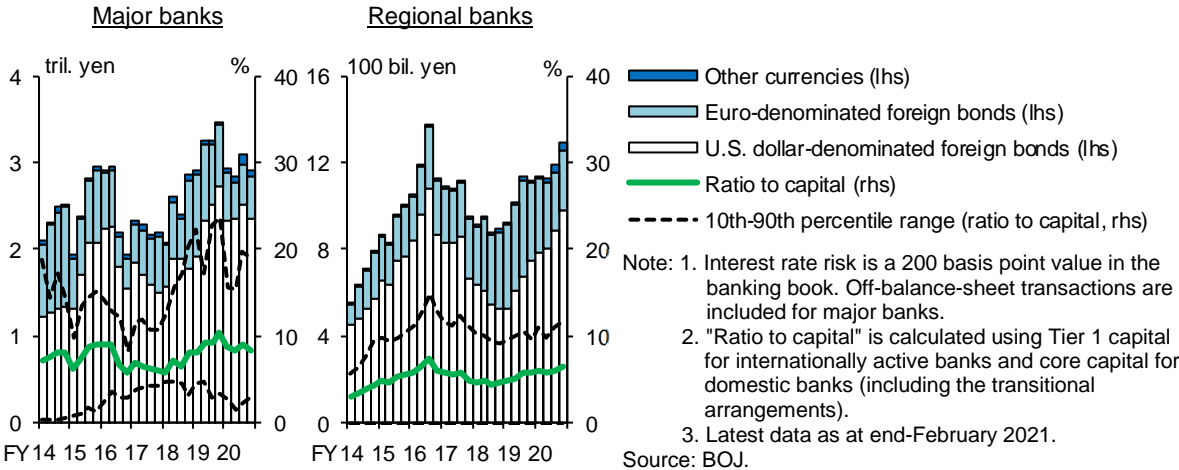 Major banks
Regional banks
tril. yen %
100 bil. yen %
4 40 16 40
3 30 12 30
2 20 8 20
1 10 4 10
0 0 0 0
FY 14 15 16 17 18 19 20
FY 14 15 16 17 18 19 20
Other currencies (lhs)
Euro-denominated foreign bonds (lhs)
U.S. dollar-denominated foreign bonds (lhs)
Ratio to capital (rhs)
10th-90th percentile range (ratio to capital, rhs)
Note: 1. Interest rate risk is a 200 basis point value in the
banking book. Off-balance-sheet transactions are
included for major banks.
2. "Ratio to capital" is calculated using Tier 1 capital
for internationally active banks and core capital for
domestic banks (including the transitional
arrangements).
3. Latest data as at end-February 2021.
Source: BOJ.